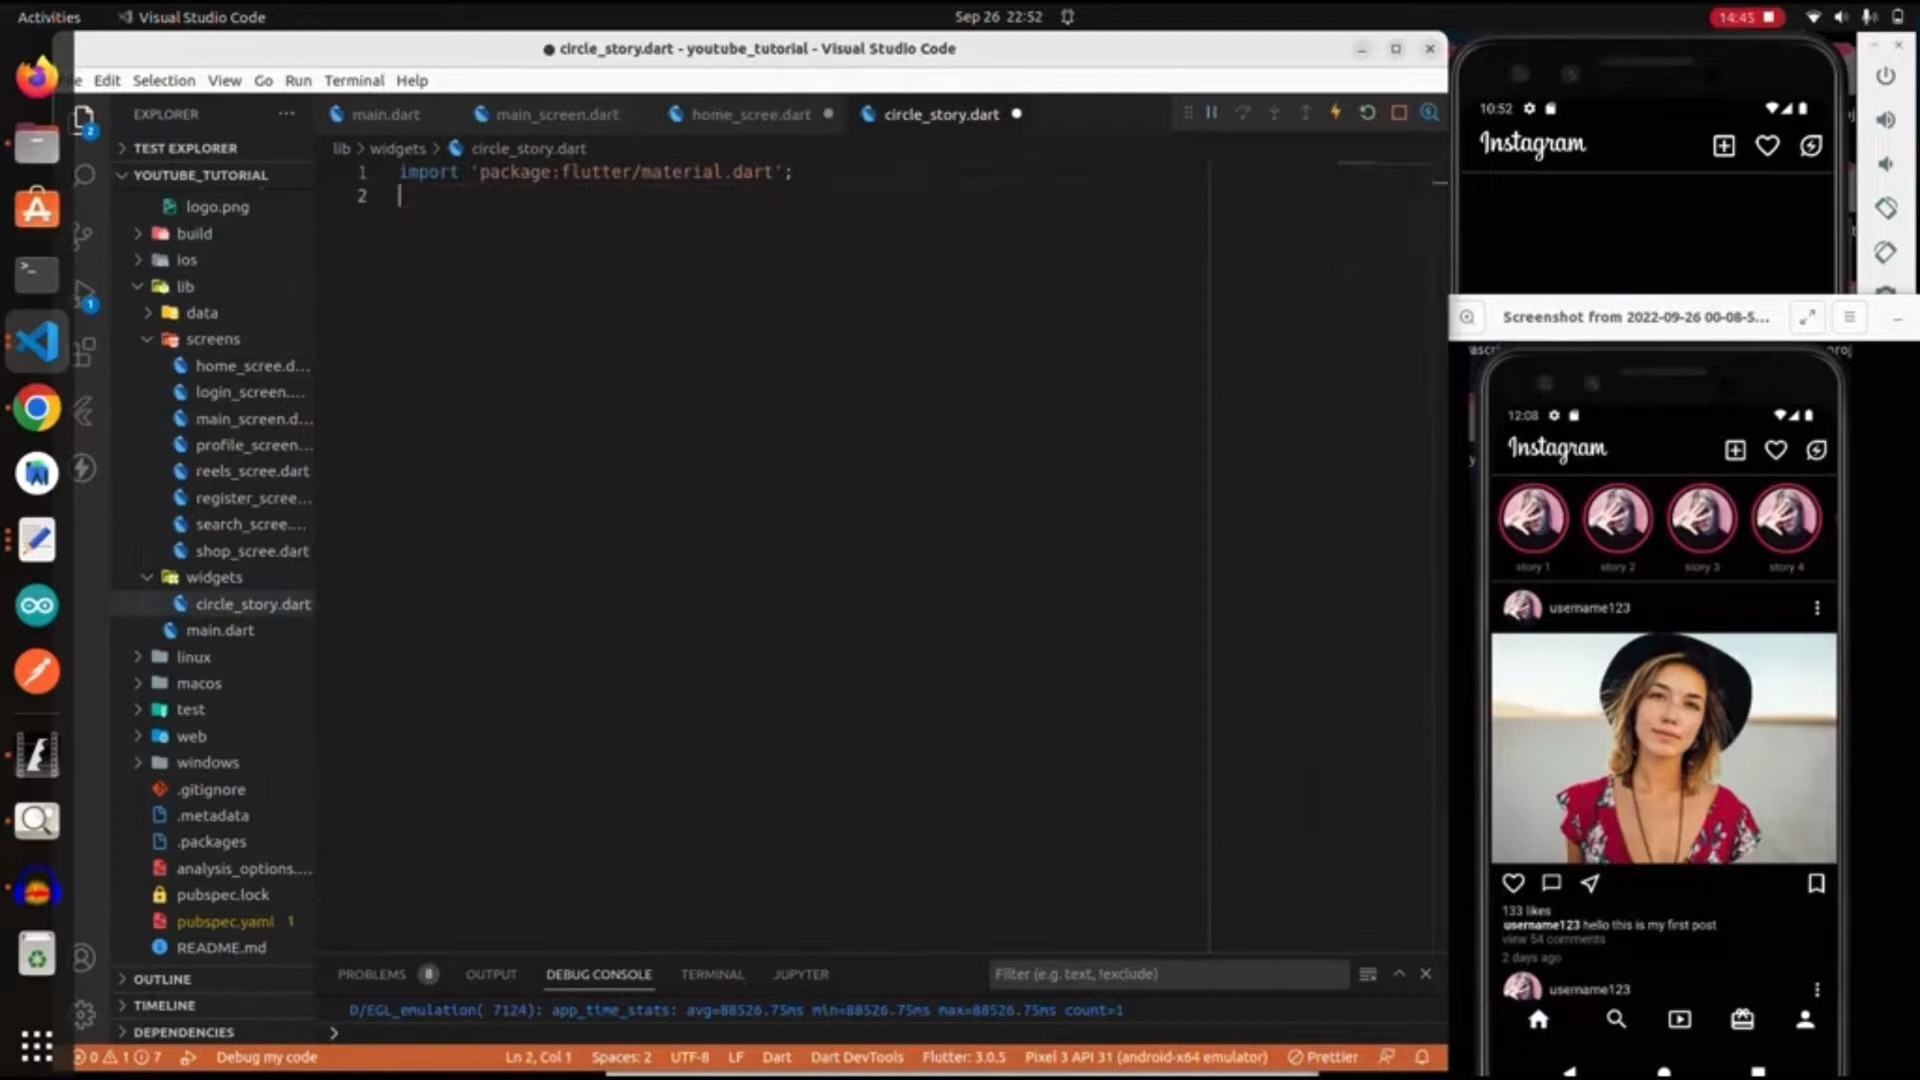 Activities
Visual Studio Code
Sep 26 22:52
14:45
circle_story.dart - youtube_tutorial - Visual Studio Code
Edit Selection View Go Run Terminal Help
EXPLORER
main.dart
main_screen.dart
home_scree.dart
circle_story.dart
TEST EXPLORER
YOUTUBE_TUTORIAL
lib > widgets > circle_story.dart
1 import 'package:flutter/material.dart';
2
logo.png
build
ios
lib
data
screens
home_scree.d...
login_screen....
main_screen.d...
profile_screen...
reels_scree.dart
register_scree...
search_scree....
shop_scree.dart
widgets
circle_story.dart
main.dart
linux
macos
test
web
windows
.gitignore
.metadata
.packages
analysis_options....
pubspec.lock
pubspec.yaml 1
README.md
OUTLINE
TIMELINE
DEPENDENCIES
2
1
PROBLEMS 8 OUTPUT DEBUG CONSOLE TERMINAL JUPYTER
Filter (e.g. text, !exclude)
D/EGL_emulation( 7124): app_time_stats: avg=88526.75ms min=88526.75ms max=88526.75ms count=1
0 1 7 Debug my code
Ln 2, Col 1 Spaces: 2 UTF-8 LF Dart Dart DevTools Flutter: 3.0.5 Pixel 3 API 31 (android-x64 emulator) Prettier
10:52
Instagram
Screenshot from 2022-09-26 00-08-5...
12:08
Instagram
story 1 story 2 story 3 story 4
username123
133 likes
username123 hello this is my first post
view 54 comments
2 days ago
username123